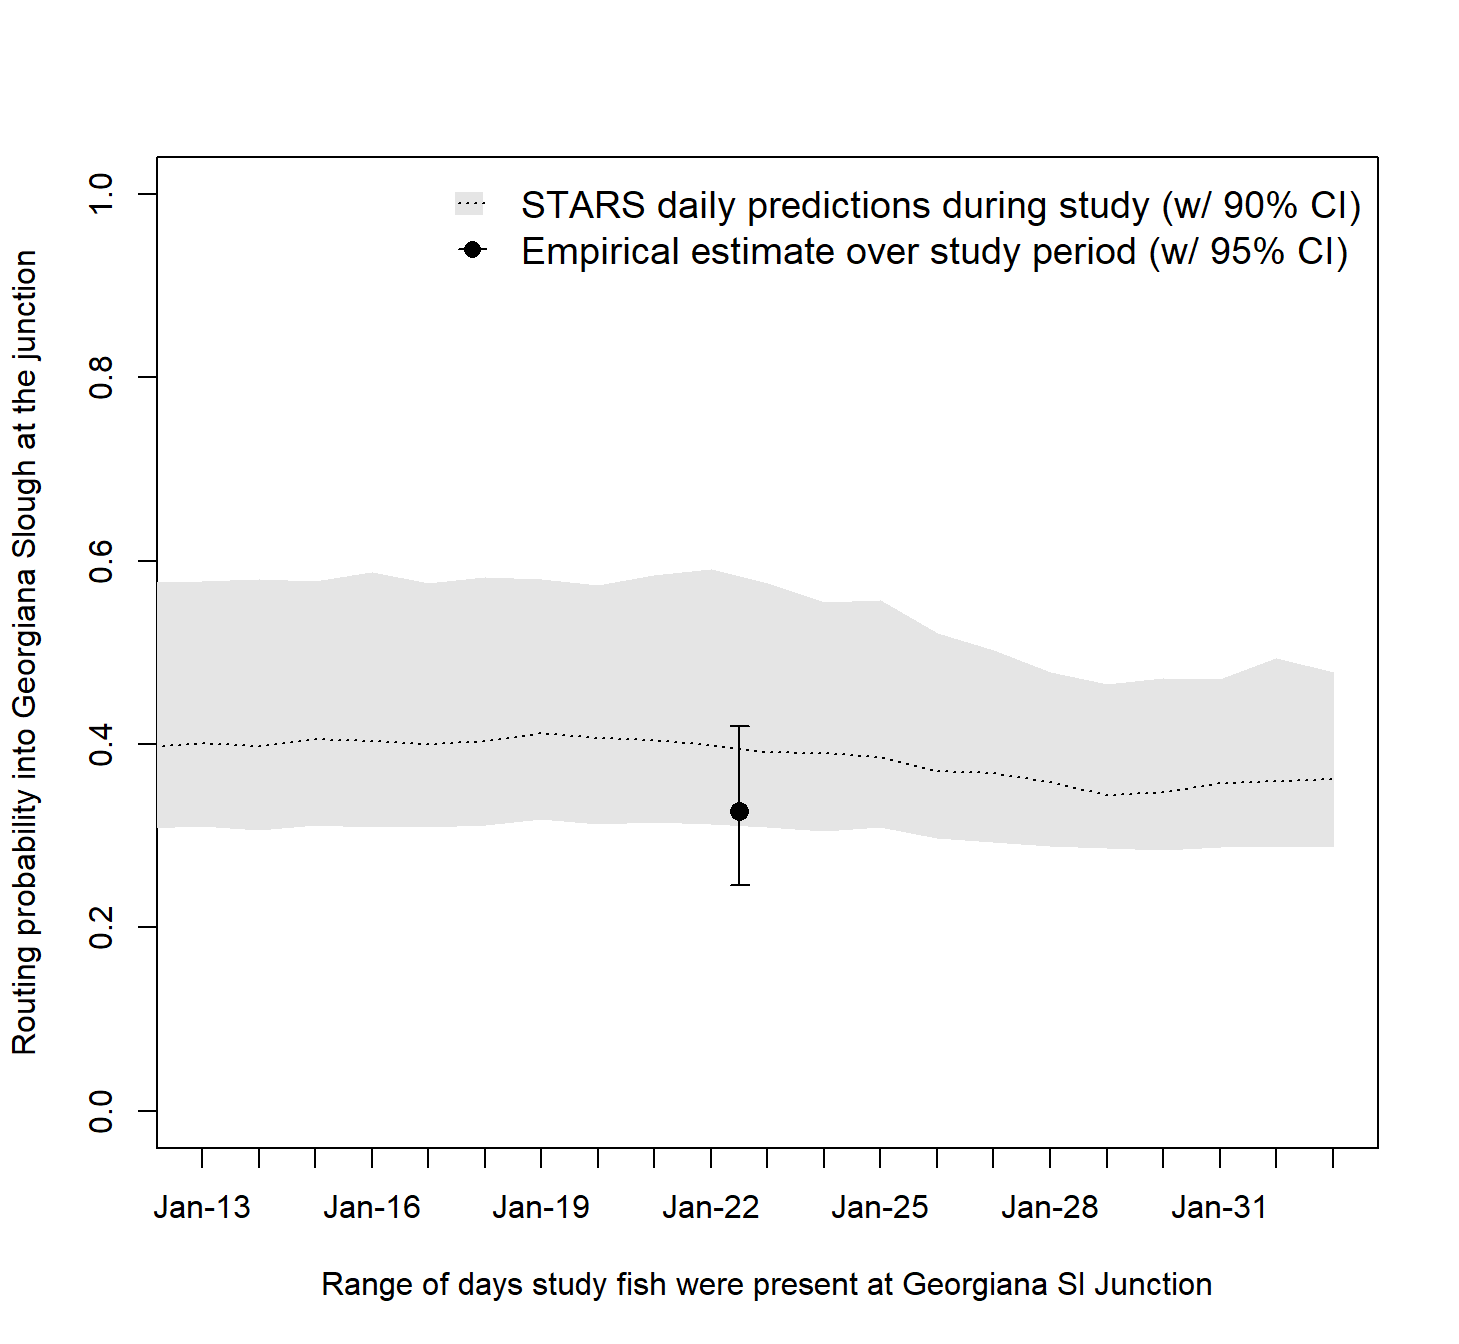 STARS daily predictions during study (w/ 90% CI)
Empirical estimate over study period (w/ 95% CI)
Routing probability into Georgiana Slough at the junction
1.0
0.8
0.6
0.4
0.2
0.0
Jan-13 Jan-16 Jan-19 Jan-22 Jan-25 Jan-28 Jan-31
Range of days study fish were present at Georgiana Sl Junction